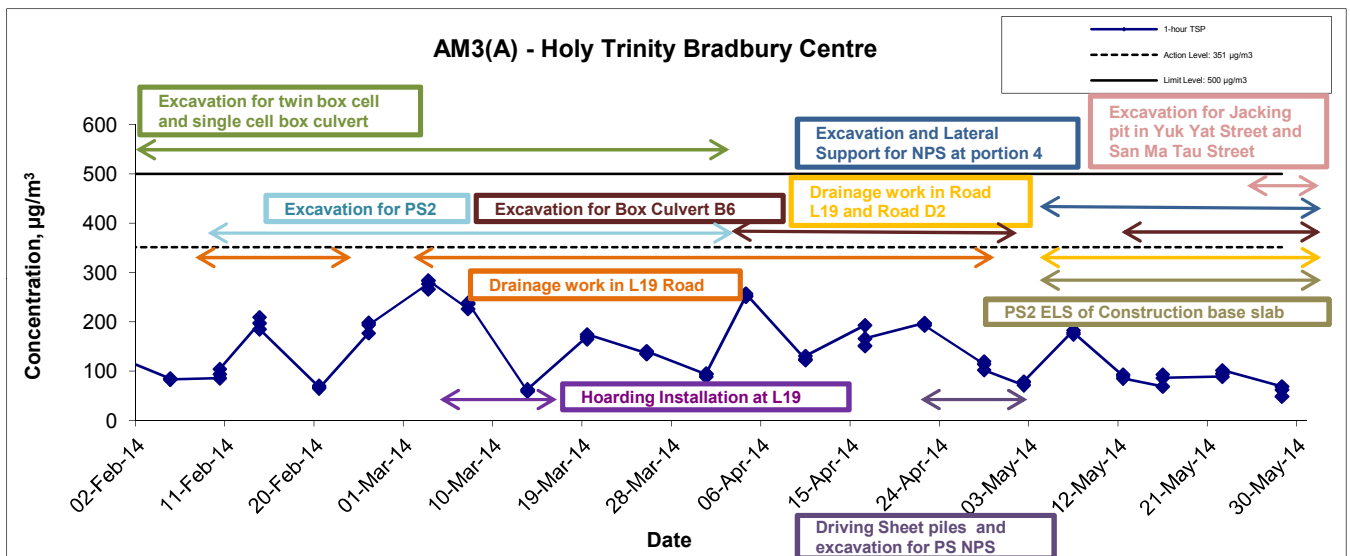 AM3(A) - Holy Trinity Bradbury Centre
1-hour TSP
Action Level: 351 µg/m3
Limit Level: 500 µg/m3
Excavation for twin box cell
and single cell box culvert
Excavation and Lateral
Support for NPS at portion 4
Excavation for Jacking
pit in Yuk Yat Street and
San Ma Tau Street
Excavation for PS2
Excavation for Box Culvert B6
Drainage work in Road
L19 and Road D2
Drainage work in L19 Road
PS2 ELS of Construction base slab
Hoarding Installation at L19
Driving Sheet piles and
excavation for PS NPS
Concentration, µg/m³
600
500
400
300
200
100
0
02-Feb-14
11-Feb-14
20-Feb-14
01-Mar-14
10-Mar-14
19-Mar-14
28-Mar-14
06-Apr-14
15-Apr-14
24-Apr-14
03-May-14
12-May-14
21-May-14
30-May-14
Date